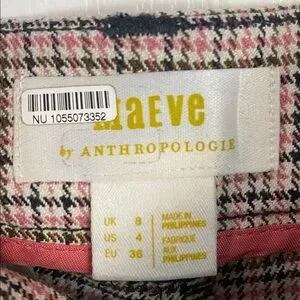 NU 1055073352
MAEVE
by ANTHROPOLOGIE
UK 8
US 4
EU 36
MADE IN
PHILIPPINES
FABRIQUÉ
AUX
PHILIPPINES